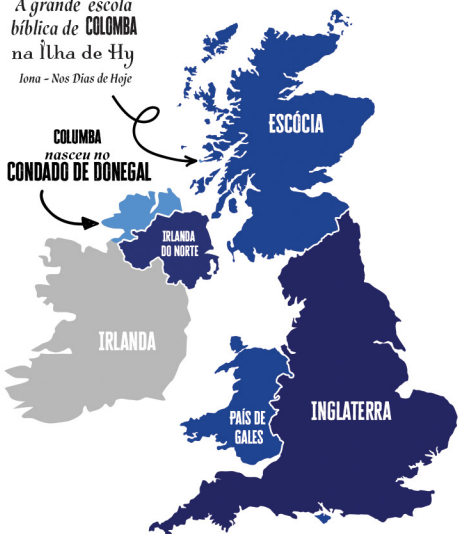 A grande escola
bíblica de COLOMBA
na Ilha de Hy
Iona - Nos Dias de Hoje
COLUMBA
nasceu no
CONDADO DE DONEGAL
ESCÓCIA
IRLANDA
DO NORTE
IRLANDA
PAÍS DE
GALES
INGLATERRA